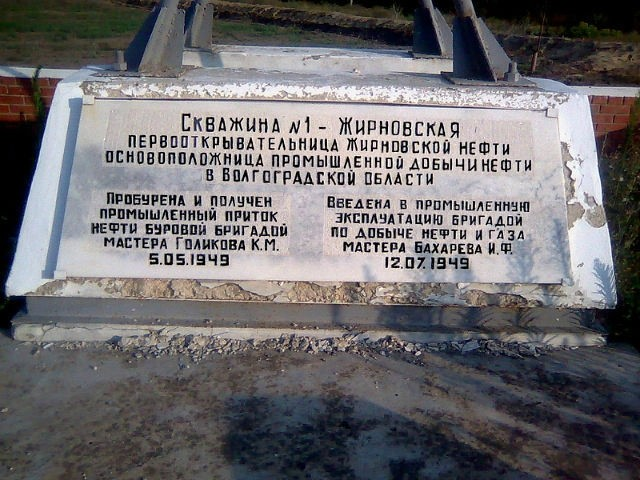 Скважина №1 - Жирновская
первооткрывательница Жирновской нефти
основоположница промышленной добычи нефти
в Волгоградской области
Пробурена и получен
промышленный приток
нефти буровой бригадой
мастера Голикова К.М.
5.05.1949
Введена в промышленную
эксплуатацию бригадой
по добыче нефти и газа
мастера Бахарева И.Ф.
12.07.1949